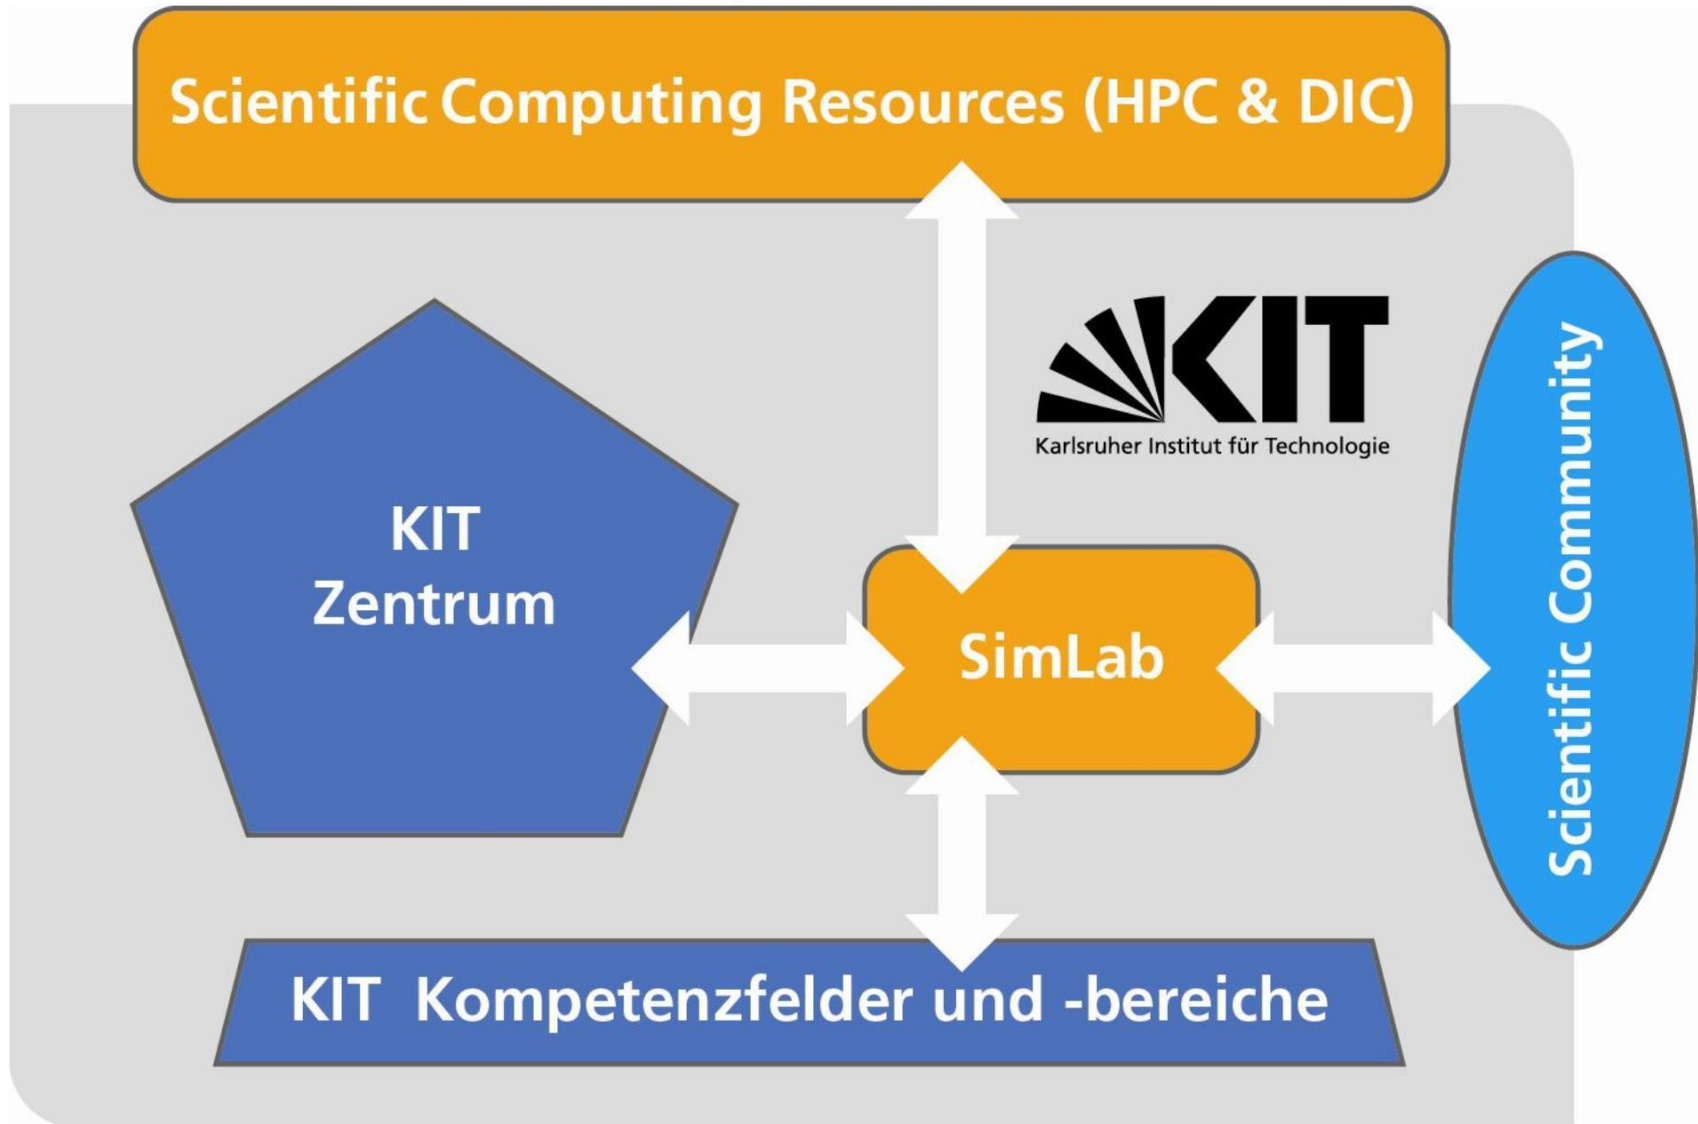 Scientific Computing Resources (HPC & DIC)
KIT
Karlsruher Institut für Technologie
KIT
Zentrum
SimLab
Scientific Community
KIT Kompetenzfelder und -bereiche